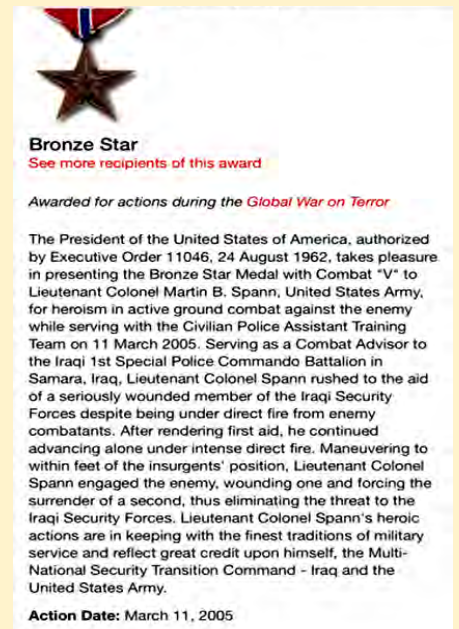 Bronze Star
See more recipients of this award
Awarded for actions during the Global War on Terror
The President of the United States of America, authorized
by Executive Order 11046, 24 August 1962, takes pleasure
in presenting the Bronze Star Medal with Combat "V" to
Lieutenant Colonel Martin B. Spann, United States Army,
for heroism in active ground combat against the enemy
while serving with the Civilian Police Assistant Training
Team on 11 March 2005. Serving as a Combat Advisor to
the Iraqi 1st Special Police Commando Battalion in
Samara, Iraq, Lieutenant Colonel Spann rushed to the aid
of a seriously wounded member of the Iraqi Security
Forces despite being under direct fire from enemy
combatants. After rendering first aid, he continued
advancing alone under intense direct fire. Maneuvering to
within feet of the insurgents' position, Lieutenant Colonel
Spann engaged the enemy, wounding one and forcing the
surrender of a second, thus eliminating the threat to the
Iraqi Security Forces. Lieutenant Colonel Spann's heroic
actions are in keeping with the finest traditions of military
service and reflect great credit upon himself, the Multi-
National Security Transition Command - Iraq and the
United States Army.
Action Date: March 11, 2005